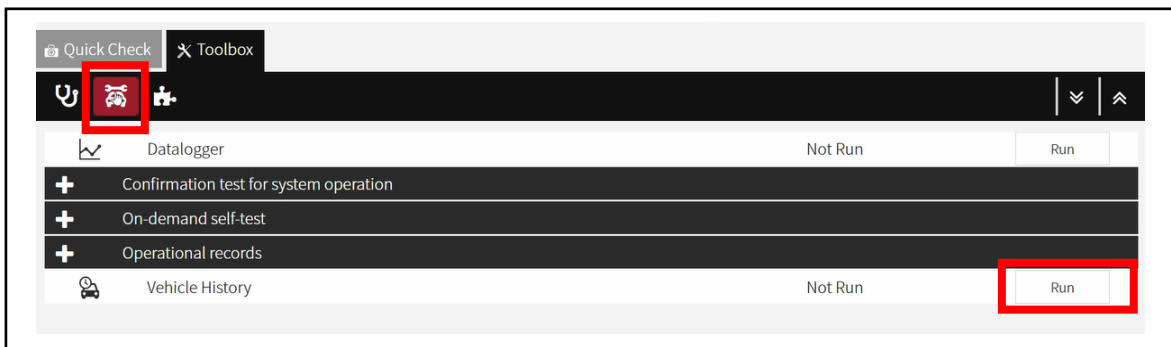 Quick Check
Toolbox
Datalogger Not Run Run
Confirmation test for system operation
On-demand self-test
Operational records
Vehicle History Not Run Run